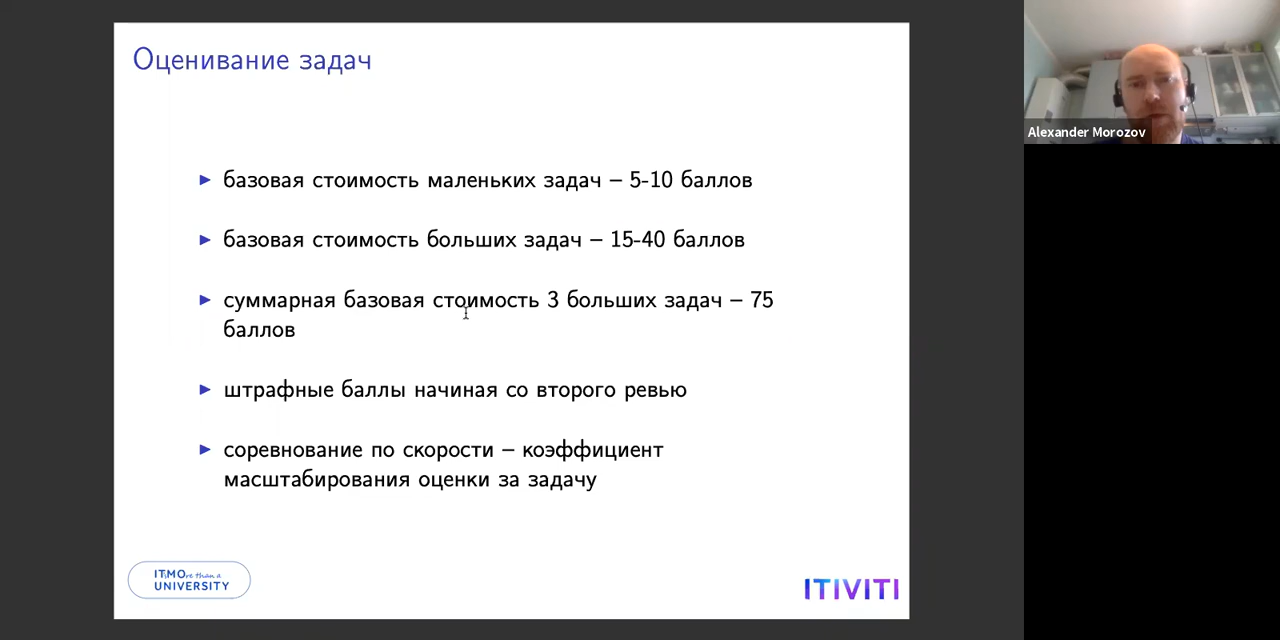 Оценивание задач
базовая стоимость маленьких задач – 5-10 баллов
базовая стоимость больших задач – 15-40 баллов
суммарная базовая стоимость 3 больших задач – 75
баллов
штрафные баллы начиная со второго ревью
соревнование по скорости – коэффициент
масштабирования оценки за задачу
ITMOre than a
UNIVERSITY
ITIVITI
Alexander Morozov